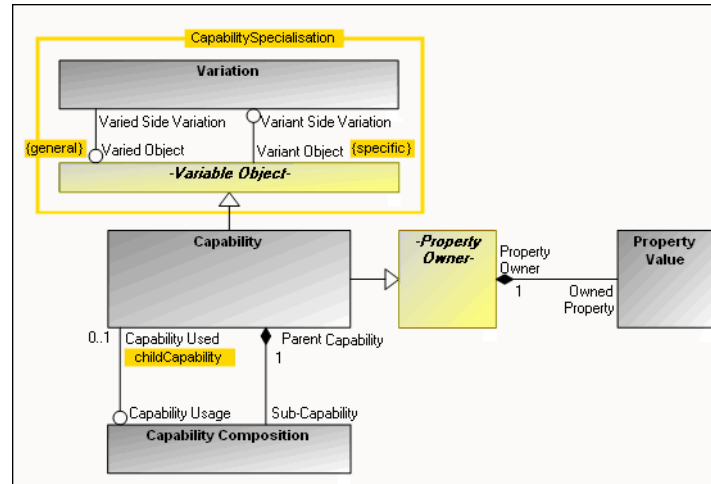 CapabilitySpecialisation
Variation
Varied Side Variation
Variant Side Variation
{general}
Varied Object
Variant Object
{specific}
-Variable Object-
Capability
-Property
Owner-
Property
Owner
1
Owned
Property
Property
Value
0..1
Capability Used
childCapability
Parent Capability
1
Capability Usage
Sub-Capability
Capability Composition